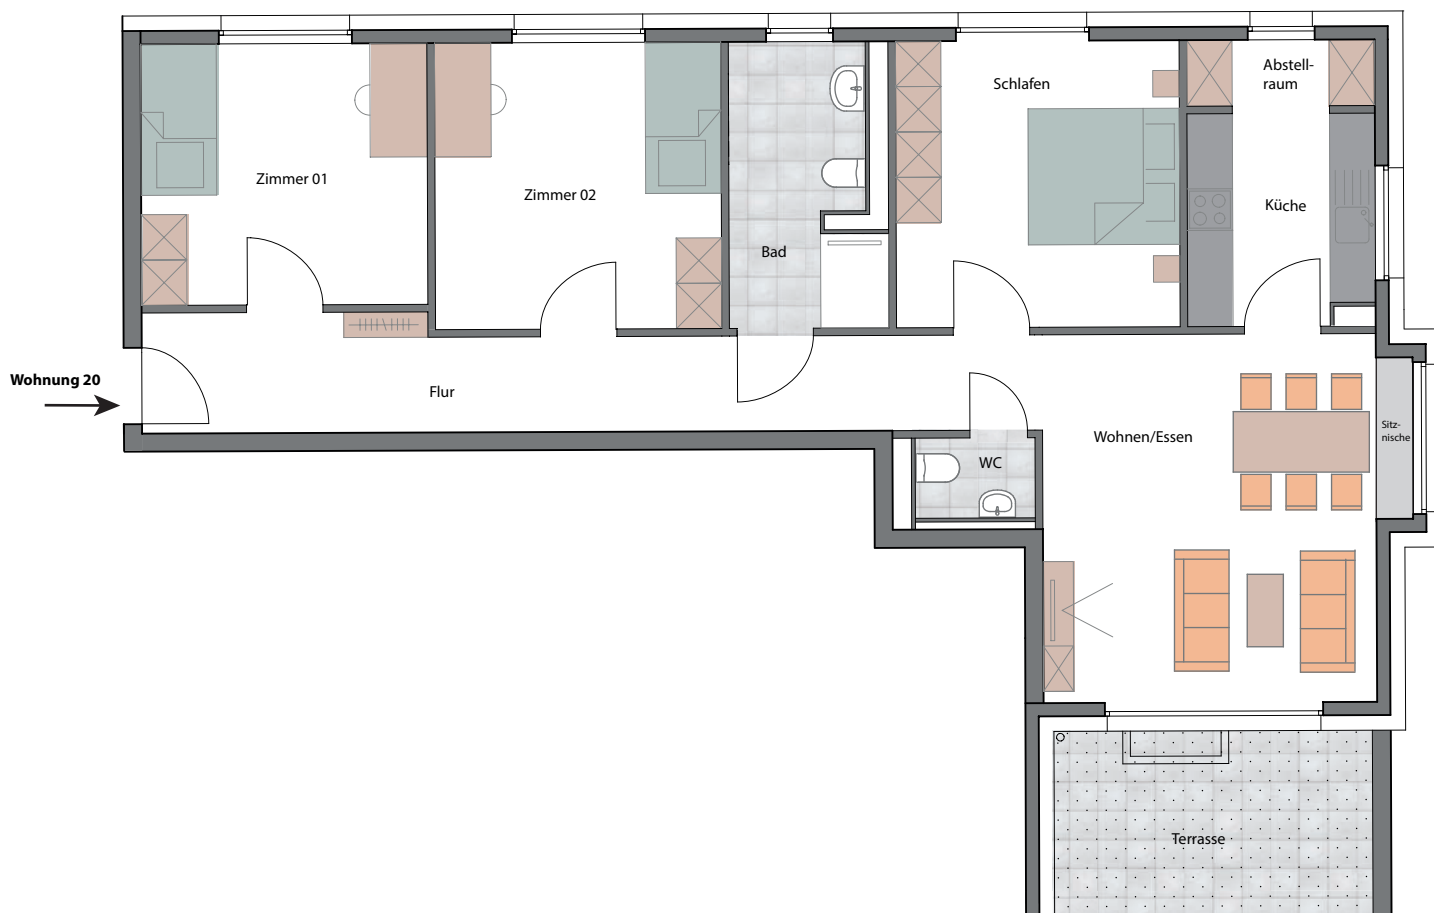 Abstell-
raum
Schlafen
Zimmer 01
Zimmer 02
Küche
Bad
Wohnung 20
Flur
Wohnen/Essen
Sitz-
nische
WC
Terrasse